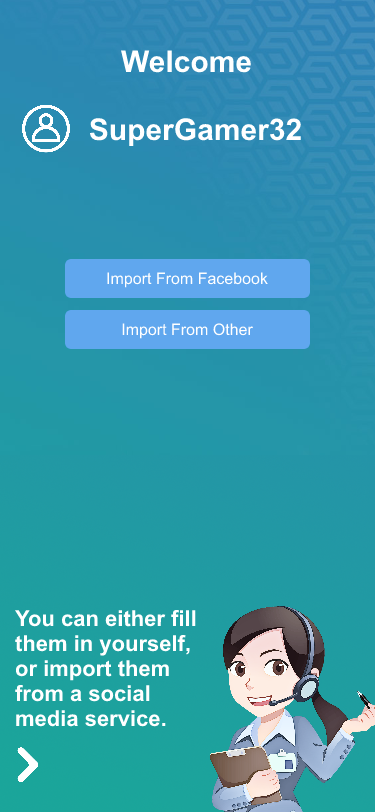 Welcome
SuperGamer32
Import From Facebook
Import From Other
You can either fill
them in yourself,
or import them
from a social
media service.